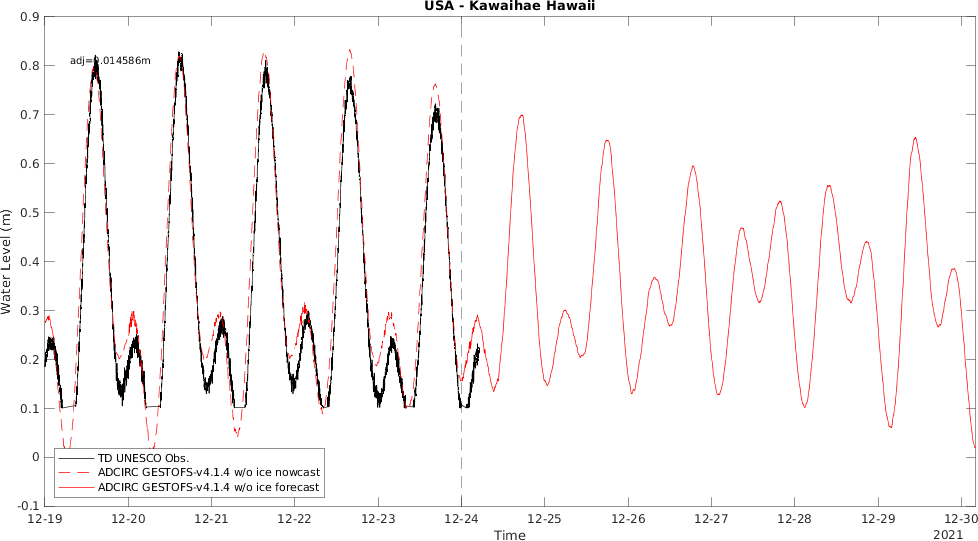 USA - Kawaihae Hawaii
0.9
0.8
adj=0.014586m
0.7
0.6
0.5
0.4
0.3
0.2
0.1
0
-0.1
Water Level (m)
TD UNESCO Obs.
ADCIRC GESTOFS-v4.1.4 w/o ice nowcast
ADCIRC GESTOFS-v4.1.4 w/o ice forecast
12-19 12-20 12-21 12-22 12-23 12-24 12-25 12-26 12-27 12-28 12-29 12-30
Time
2021